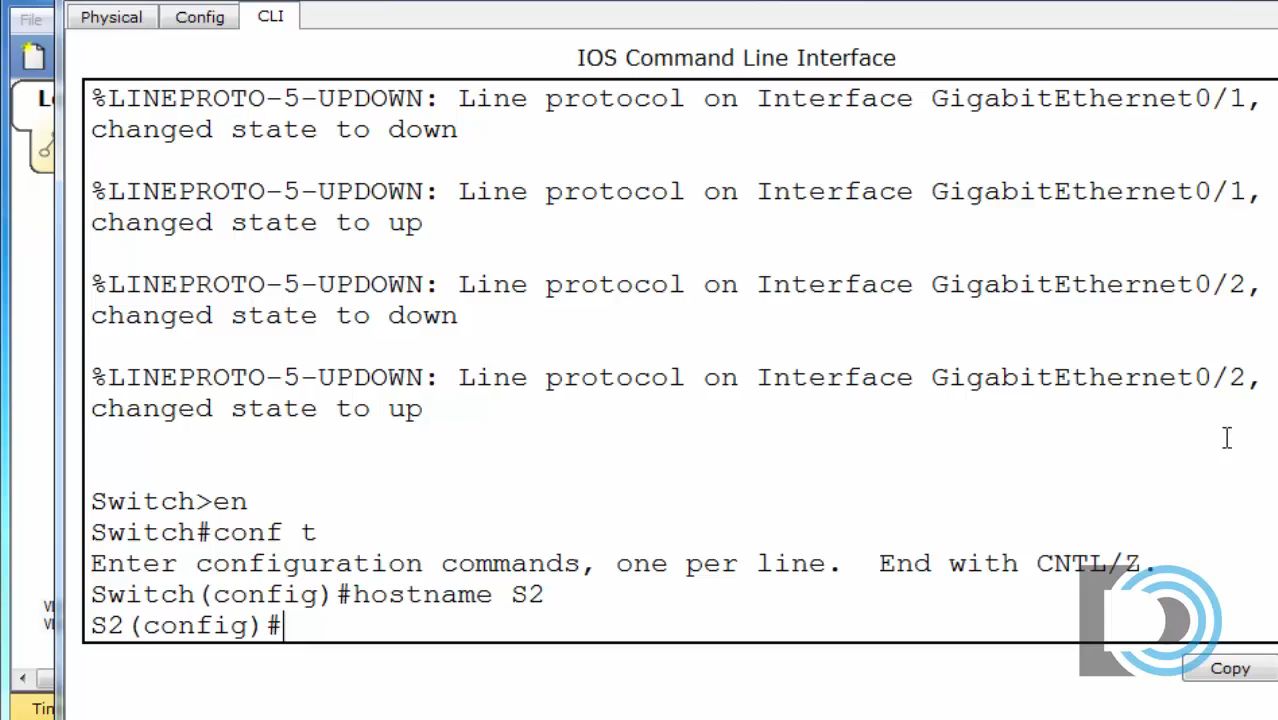 File
Physical
Config
CLI
IOS Command Line Interface
%LINEPROTO-5-UPDOWN: Line protocol on Interface GigabitEthernet0/1,
changed state to down
%LINEPROTO-5-UPDOWN: Line protocol on Interface GigabitEthernet0/1,
changed state to up
%LINEPROTO-5-UPDOWN: Line protocol on Interface GigabitEthernet0/2,
changed state to down
%LINEPROTO-5-UPDOWN: Line protocol on Interface GigabitEthernet0/2,
changed state to up
Switch>en
Switch#conf t
Enter configuration commands, one per line.  End with CNTL/Z.
Switch(config)#hostname S2
S2(config)#
Copy